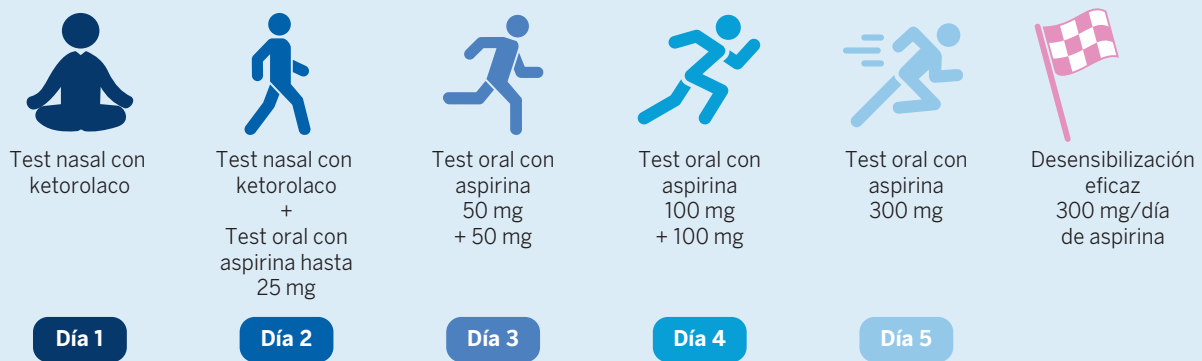 Test nasal con
ketorolaco
Test nasal con
ketorolaco
+
Test oral con
aspirina hasta
25 mg
Test oral con
aspirina
50 mg
+ 50 mg
Test oral con
aspirina
100 mg
+ 100 mg
Test oral con
aspirina
300 mg
Desensibilización
eficaz
300 mg/día
de aspirina
Día 1
Día 2
Día 3
Día 4
Día 5